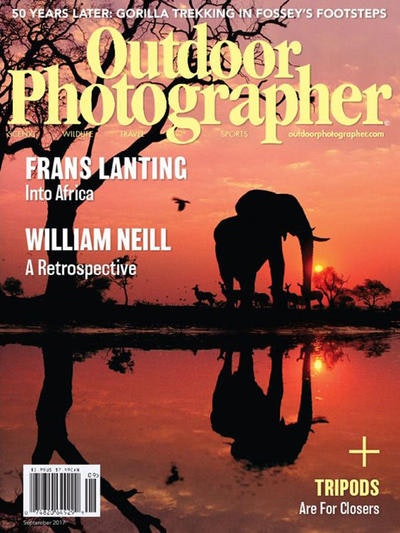 50 YEARS LATER: GORILLA TREKKING IN FOSSEY'S FOOTSTEPS
Outdoor
Photographer
SCENIC WILDLIFE TRAVEL SPORTS outdoorphotographer.com
FRANS LANTING
Into Africa
WILLIAM NEILL
A Retrospective
+
TRIPODS
Are For Closers
09>
September 2017